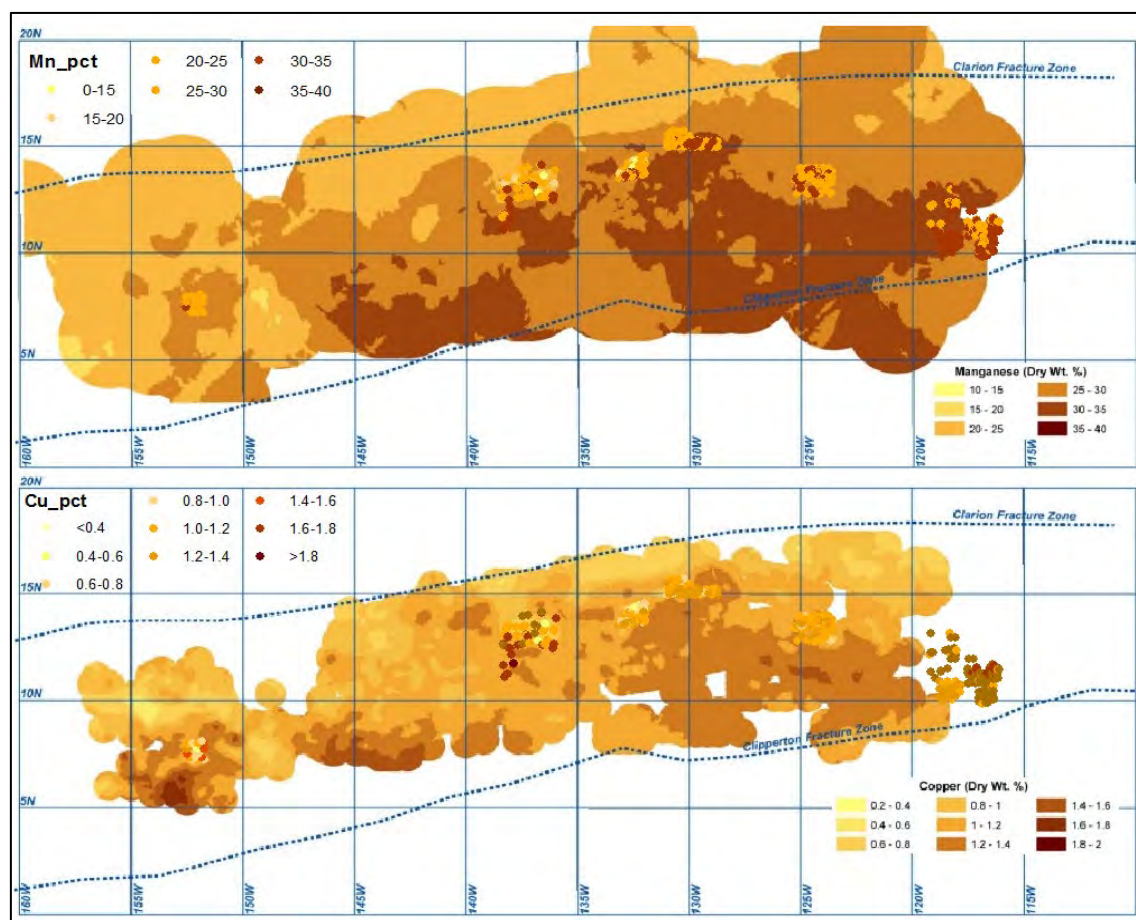 20N
Mn_pct
20-25
30-35
0-15
25-30
35-40
15-20
Clarion Fracture Zone
15N
10N
Clipperton Fracture Zone
5N
Manganese (Dry Wt. %)
10 - 15
25 - 30
15 - 20
30 - 35
20 - 25
35 - 40
160W
155W
150W
145W
140W
135W
130W
125W
120W
115W
20N
Cu_pct
0.8-1.0
1.4-1.6
<0.4
1.0-1.2
1.6-1.8
0.4-0.6
1.2-1.4
>1.8
0.6-0.8
Clarion Fracture Zone
15N
10N
Clipperton Fracture Zone
5N
Copper (Dry Wt. %)
0.2 - 0.4
0.8 - 1
1.4 - 1.6
0.4 - 0.6
1 - 1.2
1.6 - 1.8
0.6 - 0.8
1.2 - 1.4
1.8 - 2
160W
155W
150W
145W
140W
135W
130W
125W
120W
115W